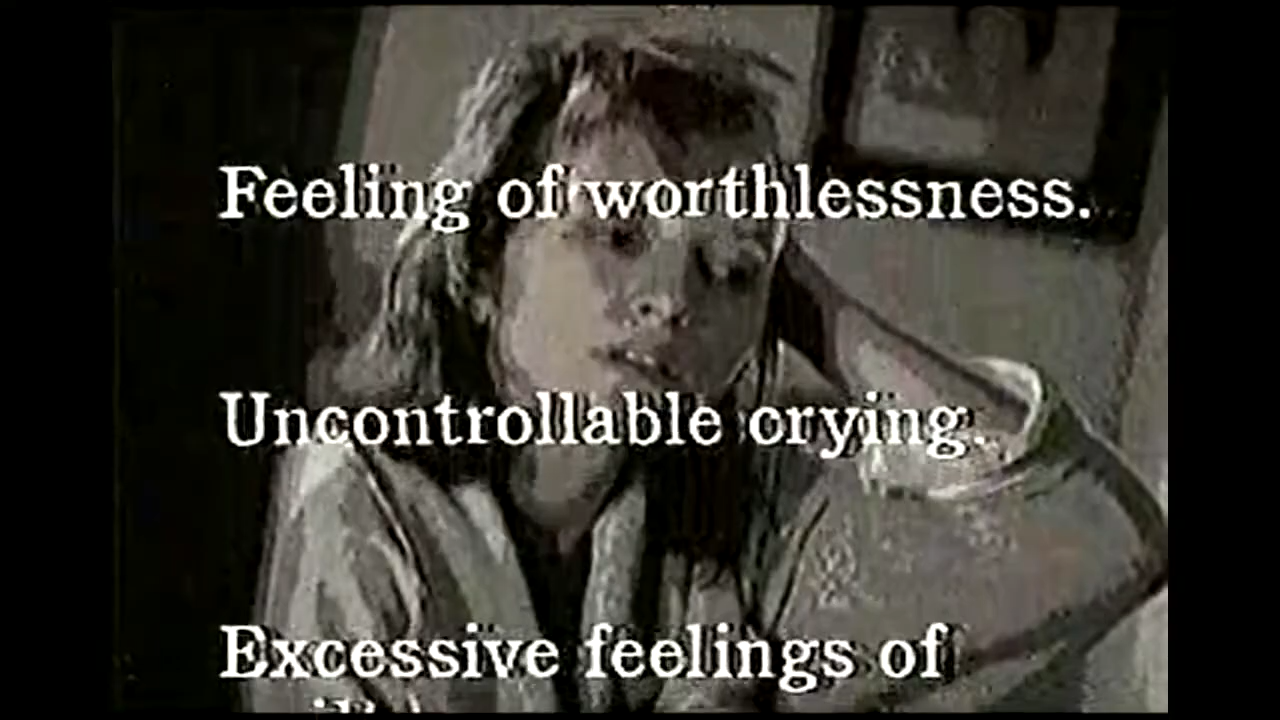 Feeling of worthlessness.
Uncontrollable crying.
Excessive feelings of